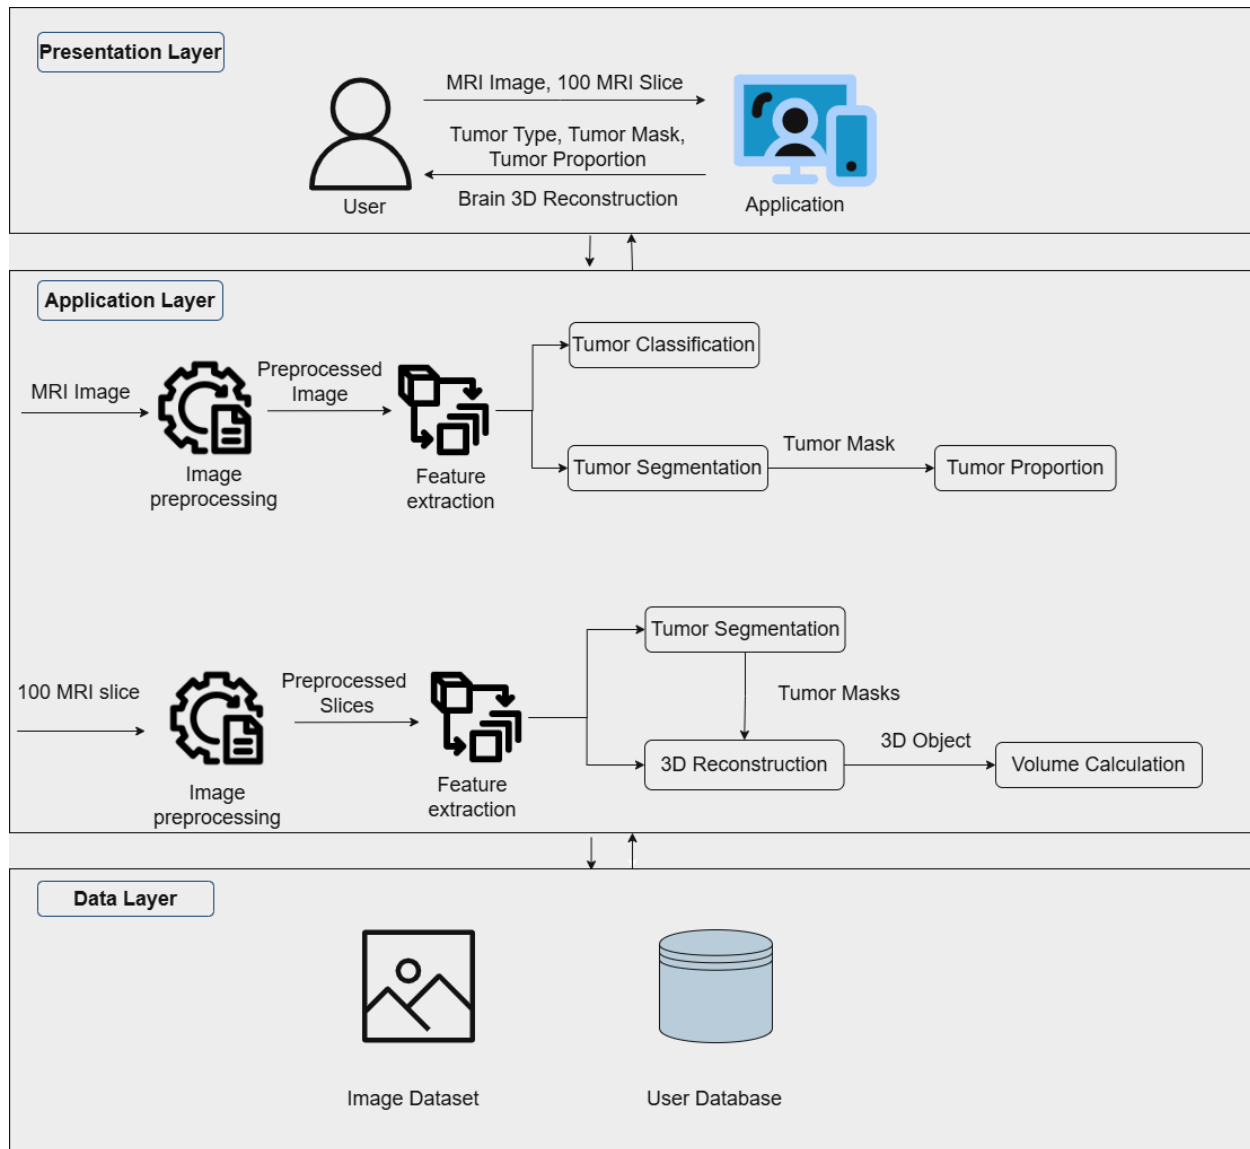 Presentation Layer
MRI Image, 100 MRI Slice
Tumor Type, Tumor Mask,
Tumor Proportion
Brain 3D Reconstruction
User
Application
Application Layer
MRI Image
Image
preprocessing
Preprocessed
Image
Feature
extraction
Tumor Classification
Tumor Segmentation
Tumor Mask
Tumor Proportion
100 MRI slice
Image
preprocessing
Preprocessed
Slices
Feature
extraction
Tumor Segmentation
Tumor Masks
3D Reconstruction
3D Object
Volume Calculation
Data Layer
Image Dataset
User Database